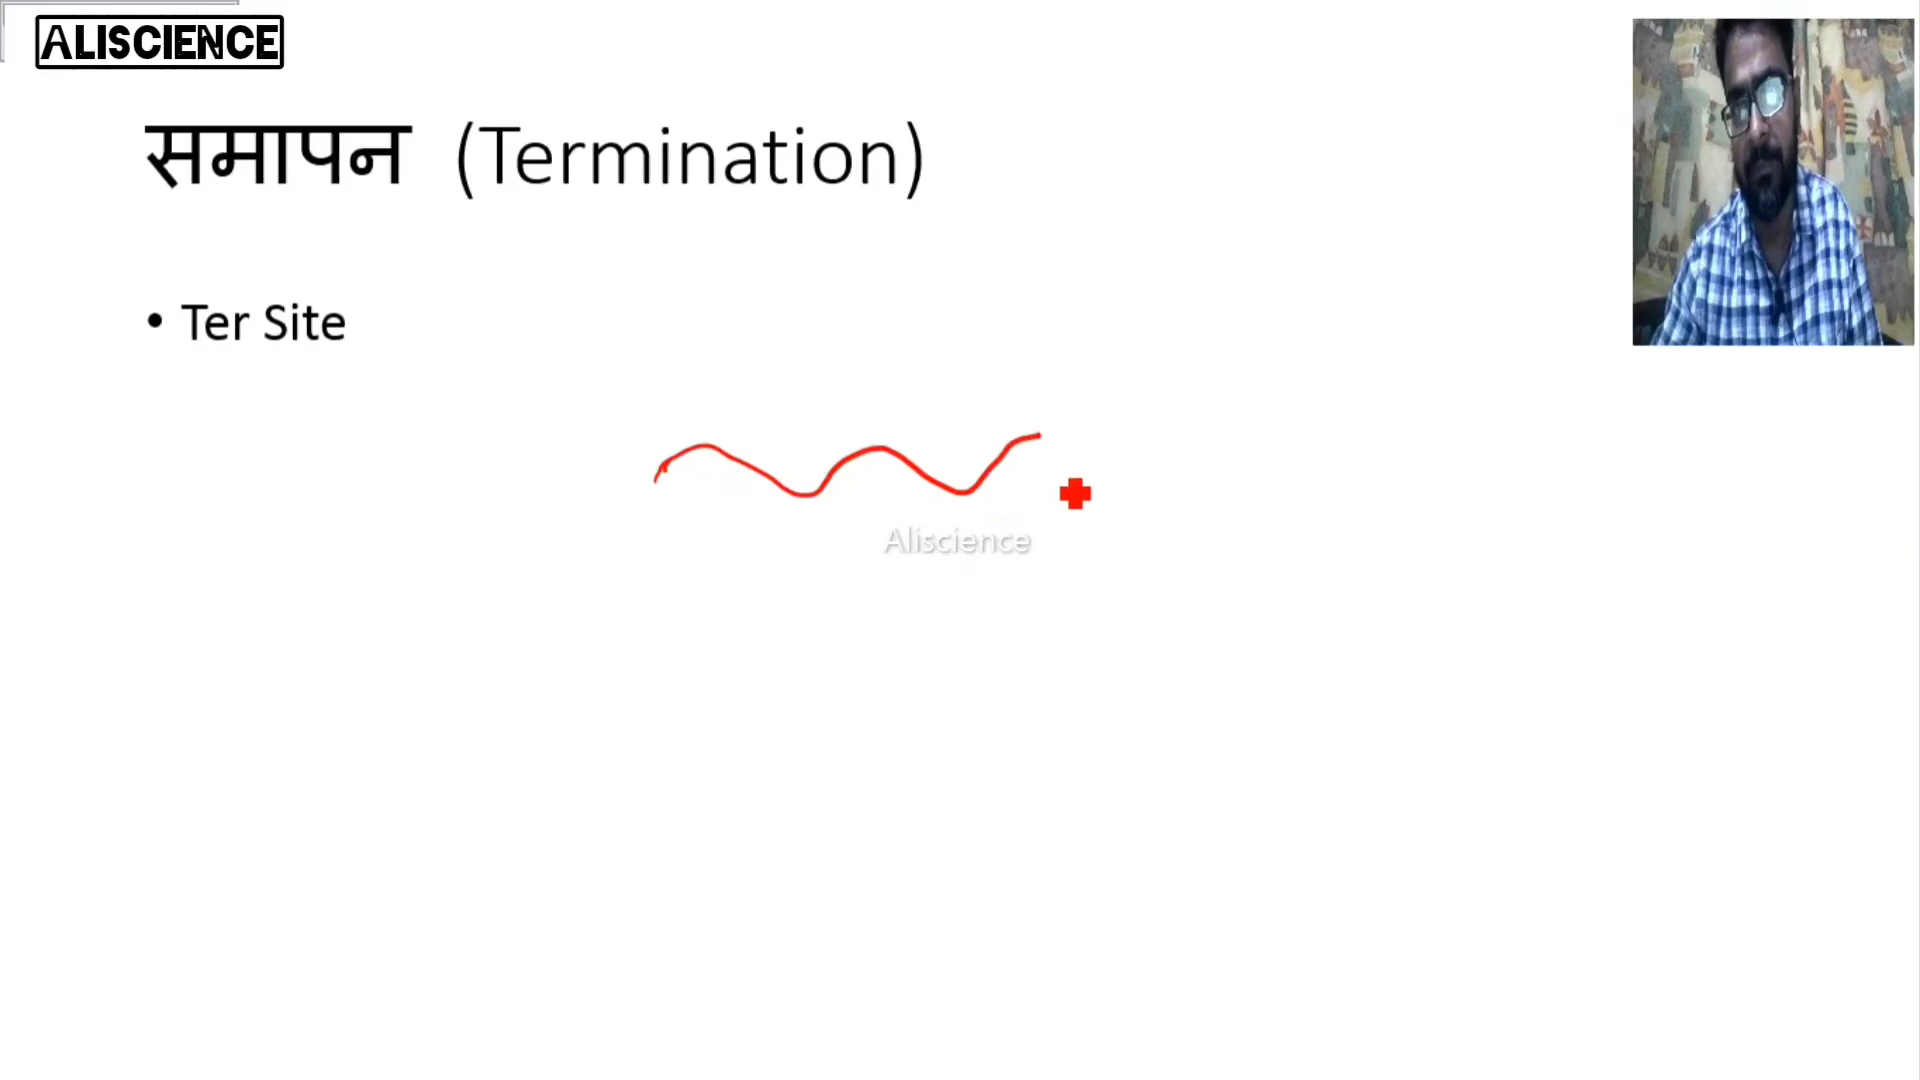 ALISCIENCE
समापन (Termination)
• Ter Site
Aliscience